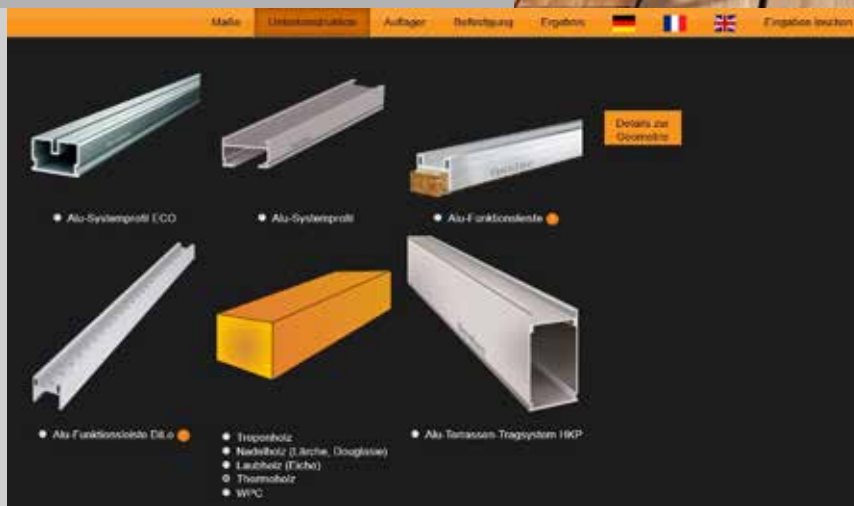 Maße Unterkonstruktion Auflager Befestigung Ergebnis Eingaben löschen
Details zur
Geometrie
Alu-Systemprofil ECO Alu-Systemprofil Alu-Funktionsleiste
Alu-Funktionsleiste DiLo
Tropenholz
Nadelholz (Lärche, Douglasie)
Laubholz (Eiche)
Thermoholz
WPC
Alu-Terrassen-Tragsystem HKP